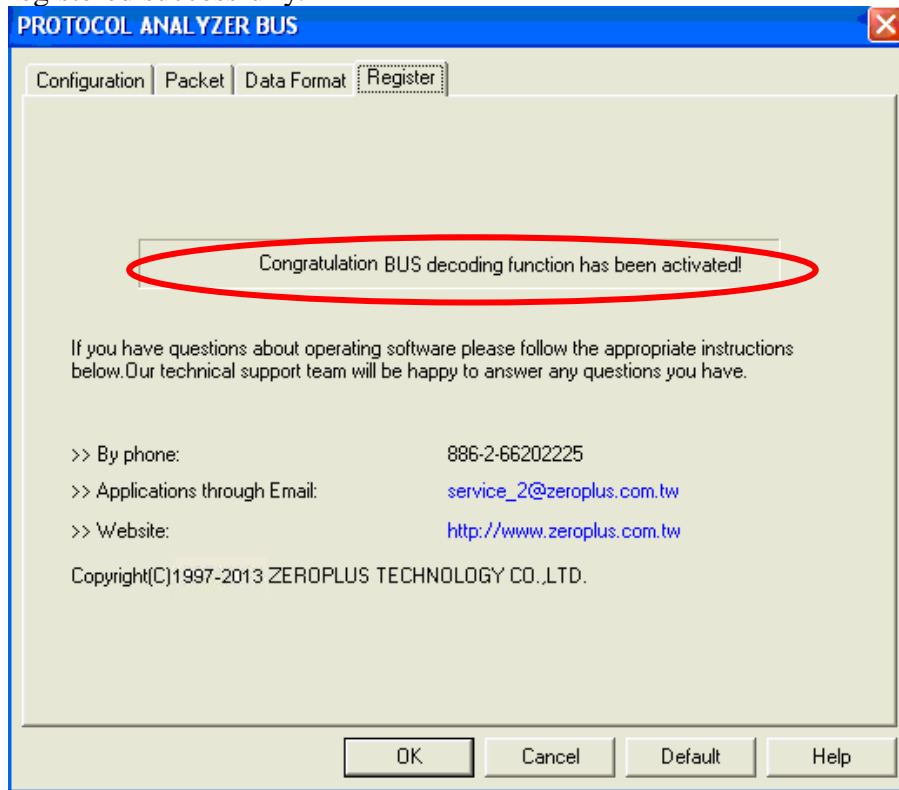 registered successfully.
PROTOCOL ANALYZER BUS
Configuration Packet Data Format Register
Congratulation BUS decoding function has been activated!
If you have questions about operating software please follow the appropriate instructions
below.Our technical support team will be happy to answer any questions you have.
>> By phone: 886-2-66202225
>> Applications through Email: service_2@zeroplus.com.tw
>> Website: http://www.zeroplus.com.tw
Copyright(C)1997-2013 ZEROPLUS TECHNOLOGY CO.,LTD.
OK Cancel Default Help